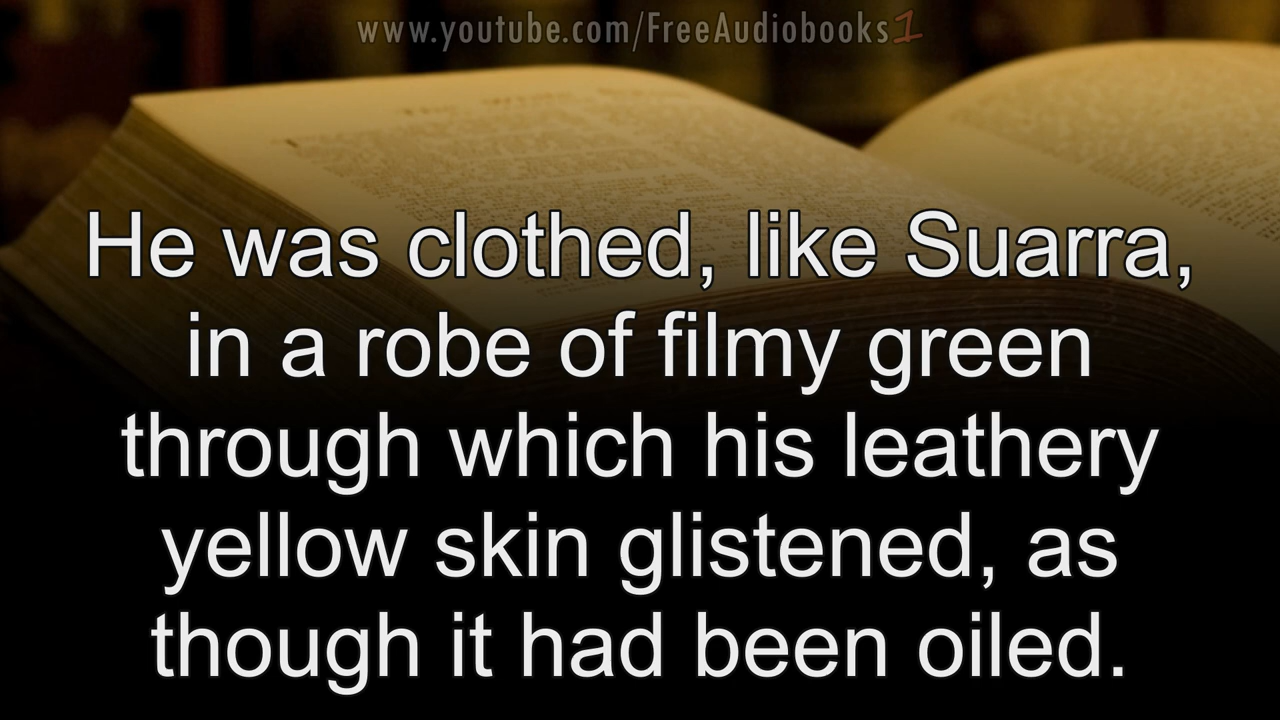 www.youtube.com/FreeAudiobooks1
He was clothed, like Suarra,
in a robe of filmy green
through which his leathery
yellow skin glistened, as
though it had been oiled.